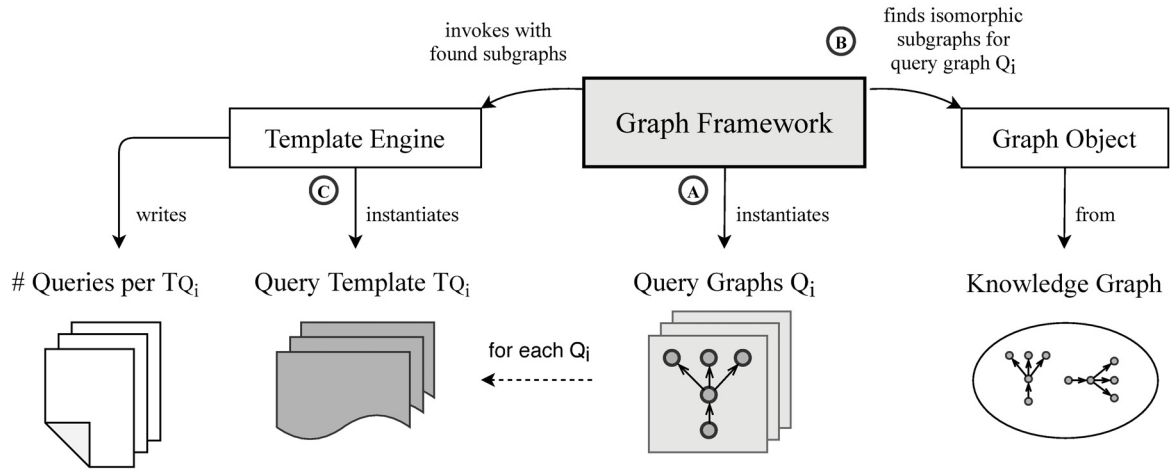 invokes with
found subgraphs
B
finds isomorphic
subgraphs for
query graph Qi
Template Engine
Graph Framework
Graph Object
C
A
writes
instantiates
instantiates
from
# Queries per TQi
Query Template TQi
Query Graphs Qi
Knowledge Graph
for each Qi